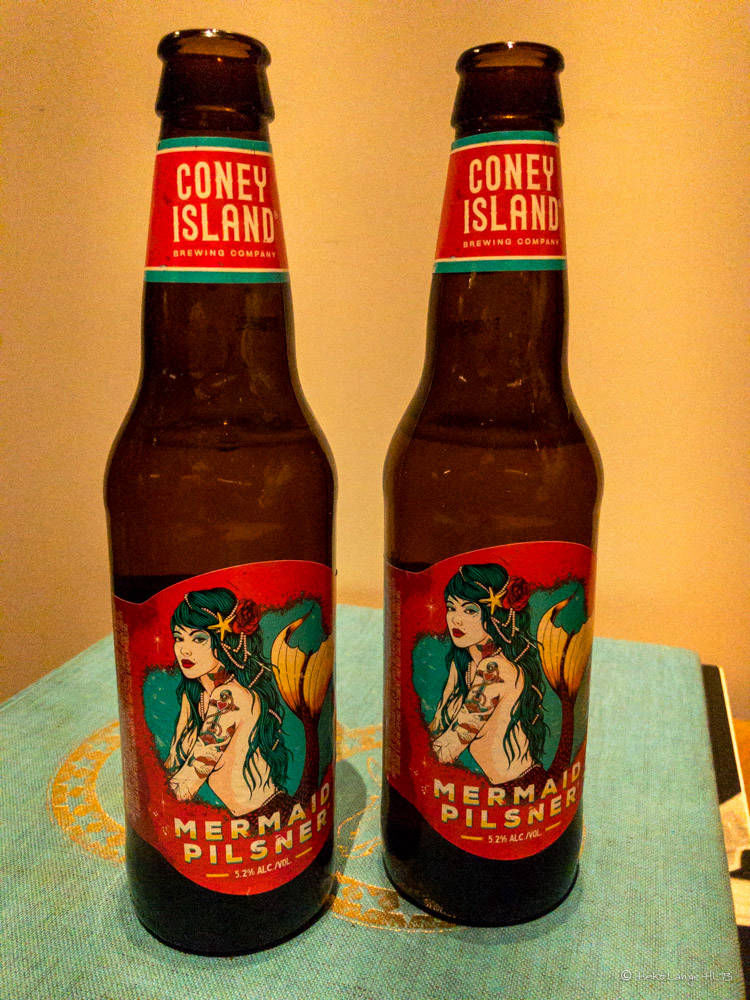 CONEY
ISLAND®
BREWING COMPANY
MERMAID
PILSNER
5.2% ALC./VOL.
CONEY
ISLAND®
BREWING COMPANY
MERMAID
PILSNER
5.2% ALC./VOL.